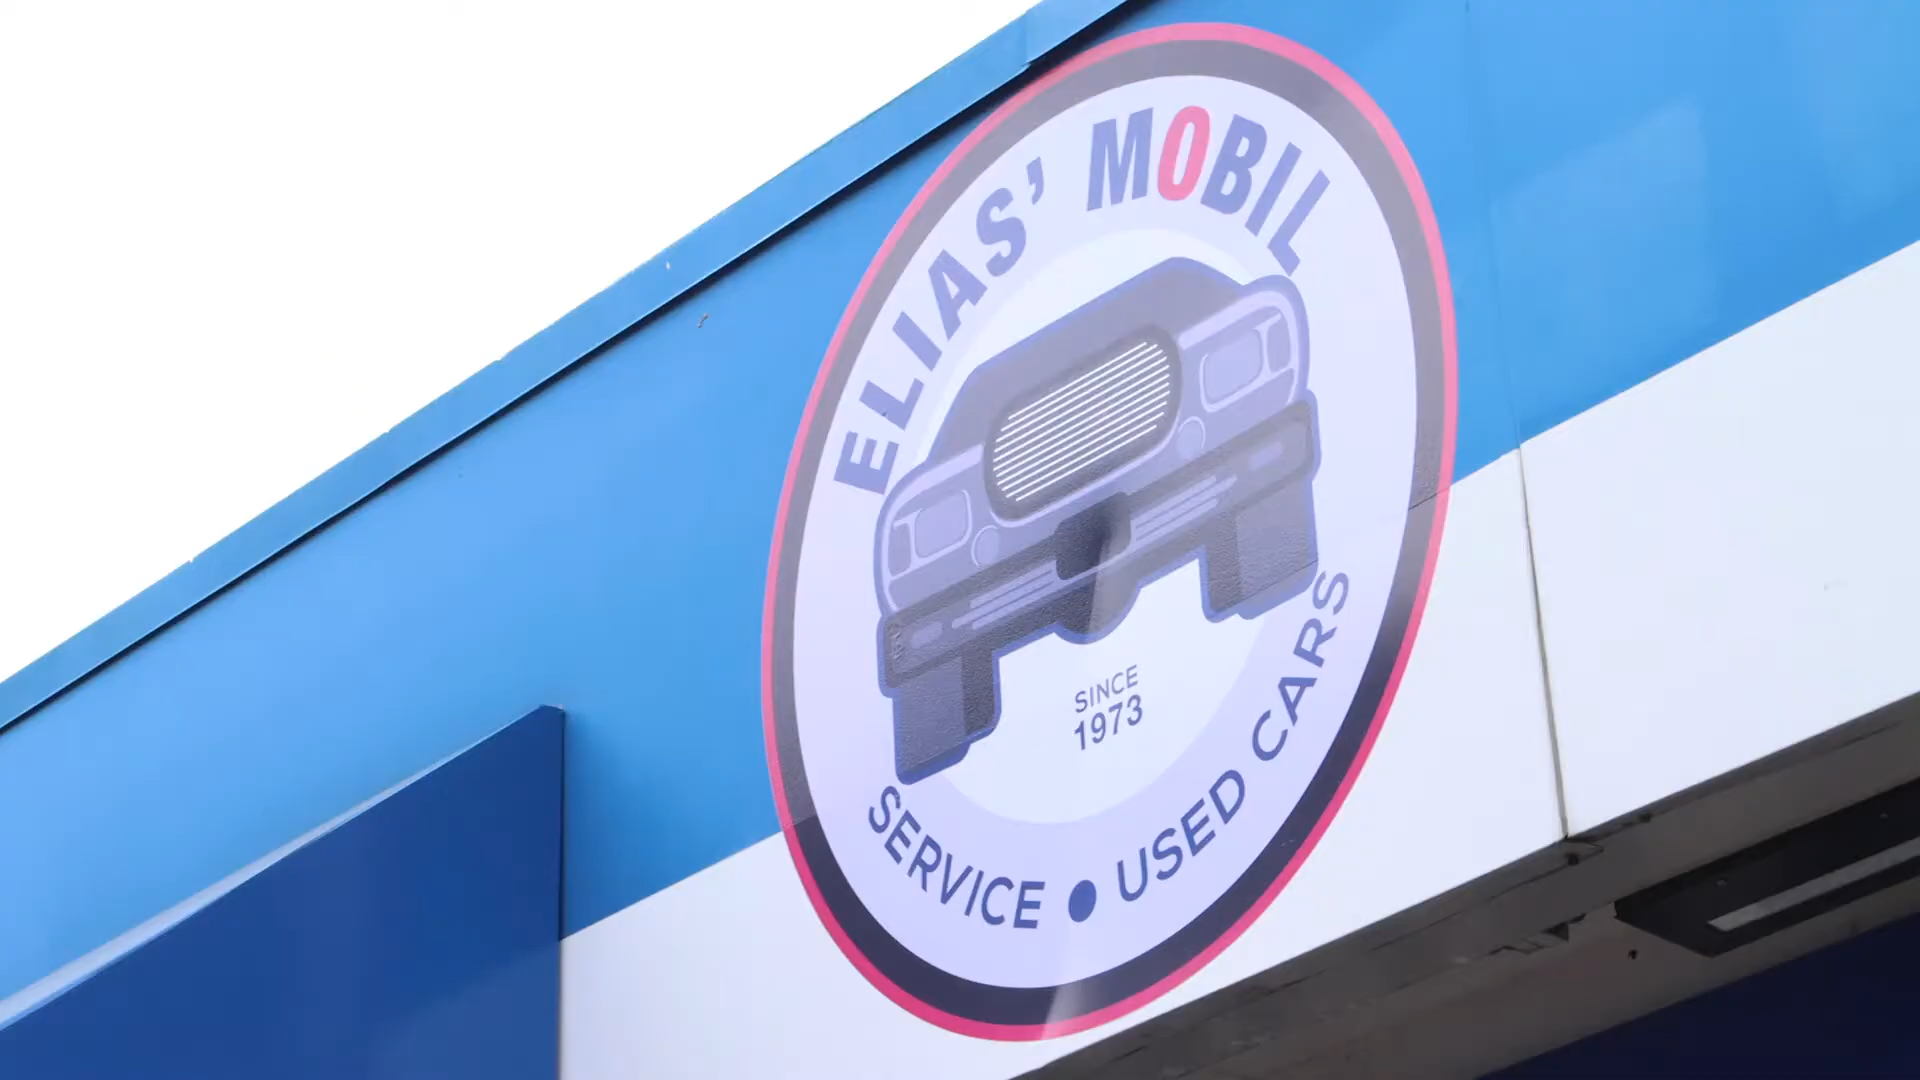 ELIAS' MOBIL
SINCE
1973
SERVICE • USED CARS